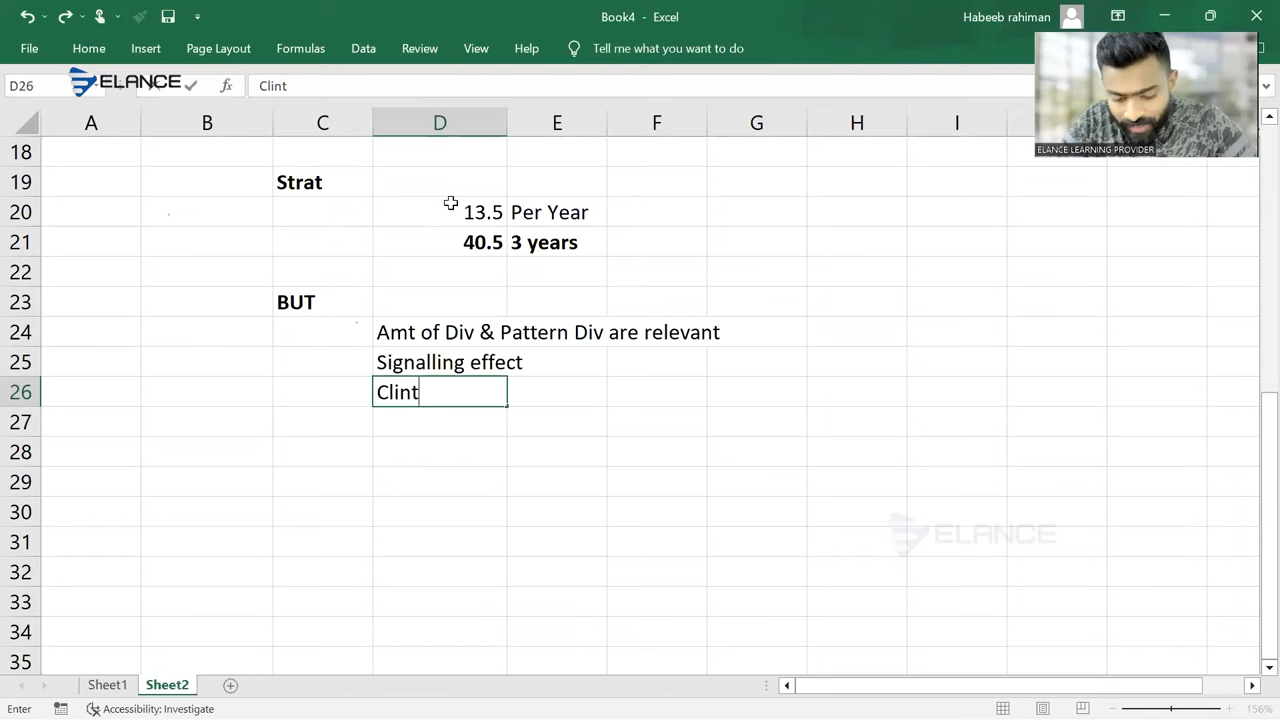 Book4 - Excel
Habeeb rahiman
File Home Insert Page Layout Formulas Data Review View Help Tell me what you want to do
D26
ELANCE
fx
Clint
ELANCE LEARNING PROVIDER
A B C D E F G H I
18
19 Strat
20 13.5 Per Year
21 40.5 3 years
22
23 BUT
24 Amt of Div & Pattern Div are relevant
25 Signalling effect
26 Clint
27
28
29
30
31
32
33
34
35
ELANCE
Sheet1 Sheet2
Enter Accessibility: Investigate 156%